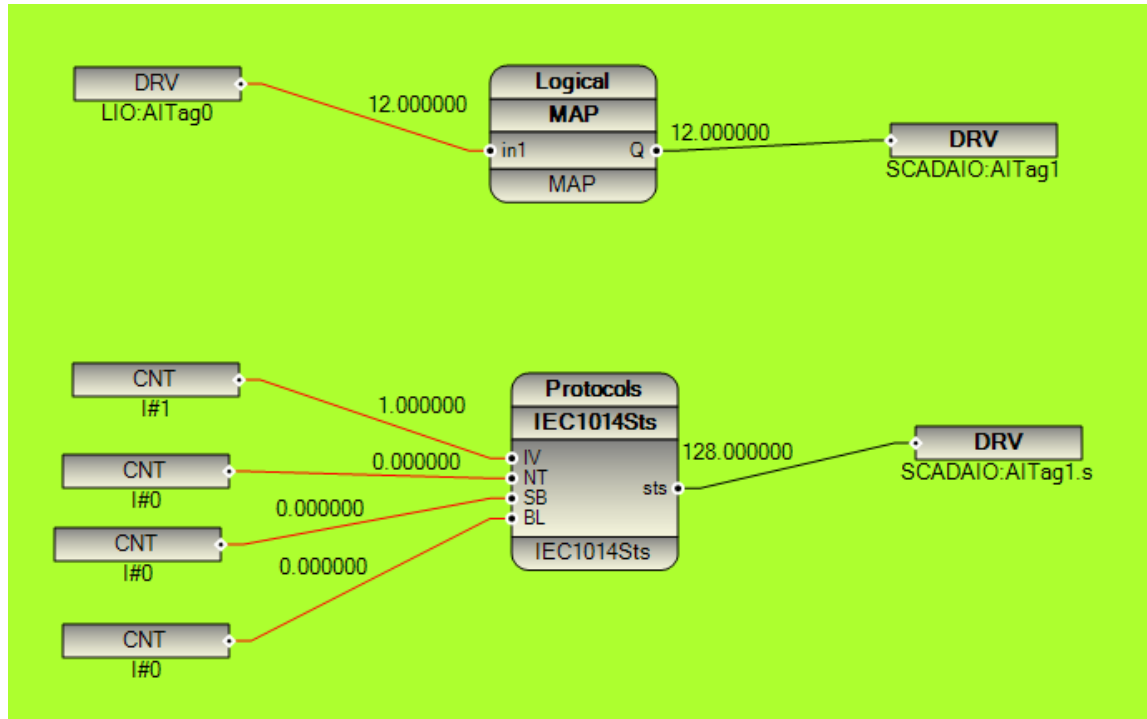 DRV
LIO:AITag0
12.000000
Logical
MAP
in1 Q
MAP
12.000000
DRV
SCADAIO:AITag1
CNT
I#1
1.000000
CNT
I#0
0.000000
CNT
I#0
0.000000
CNT
I#0
0.000000
Protocols
IEC1014Sts
IV
NT
SB
BL
sts
IEC1014Sts
128.000000
DRV
SCADAIO:AITag1.s